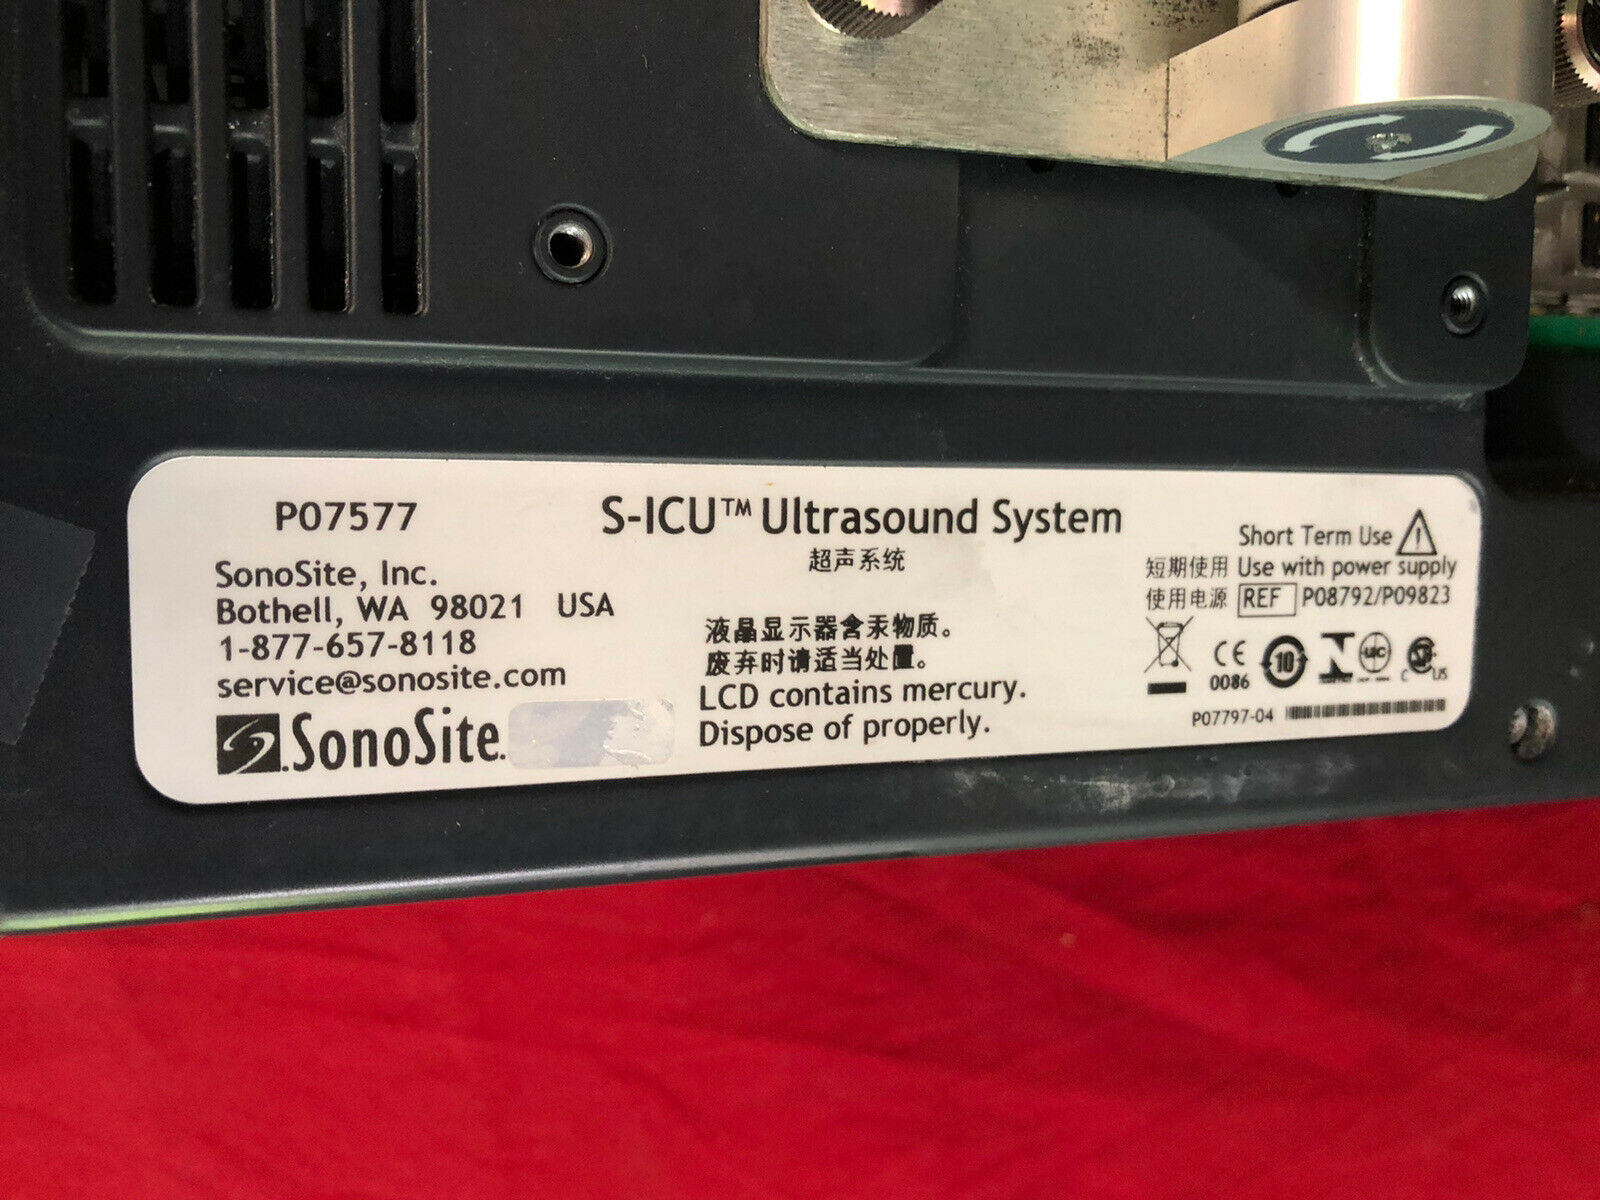 P07577
SonoSite, Inc.
Bothell, WA 98021 USA
1-877-657-8118
service@sonosite.com
SonoSite.
S-ICU™ Ultrasound System
超声系统
液晶显示器含汞物质。
废弃时请适当处置。
LCD contains mercury.
Dispose of properly.
Short Term Use
短期使用 Use with power supply
使用电源 REF P08792/P09823
CE
0086
10
UIC
C US
P07797-04